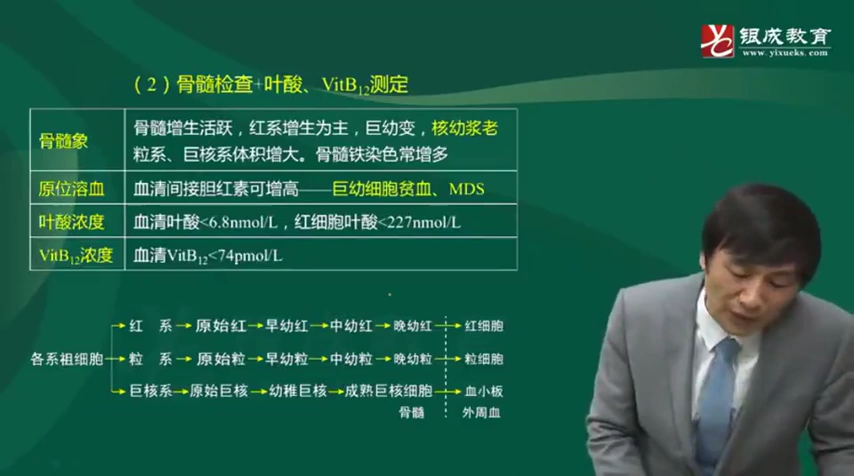 银成教育
www.yixueks.com
（2）骨髓检查+叶酸、VitB12测定
骨髓象
骨髓增生活跃，红系增生为主，巨幼变，核幼浆老
粒系、巨核系体积增大。骨髓铁染色常增多
原位溶血 血清间接胆红素可增高——巨幼细胞贫血、MDS
叶酸浓度 血清叶酸<6.8nmol/L，红细胞叶酸<227nmol/L
VitB12浓度 血清VitB12<74pmol/L
红 系 原始红 早幼红 中幼红 晚幼红 红细胞
各系祖细胞 粒 系 原始粒 早幼粒 中幼粒 晚幼粒 粒细胞
巨核系 原始巨核 幼稚巨核 成熟巨核细胞 血小板
骨髓 外周血